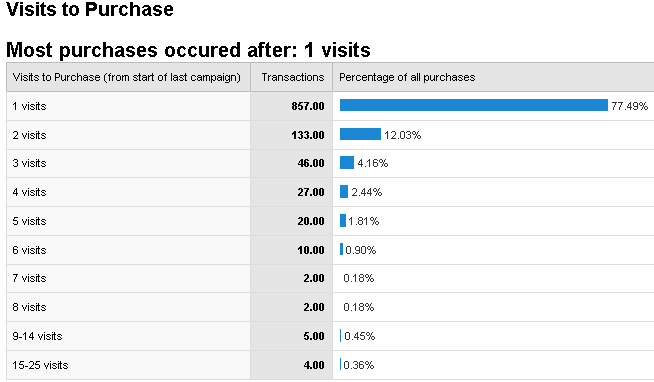 Visits to Purchase
Most purchases occured after: 1 visits
Visits to Purchase (from start of last campaign) Transactions Percentage of all purchases
1 visits 857.00 77.49%
2 visits 133.00 12.03%
3 visits 46.00 4.16%
4 visits 27.00 2.44%
5 visits 20.00 1.81%
6 visits 10.00 0.90%
7 visits 2.00 0.18%
8 visits 2.00 0.18%
9-14 visits 5.00 0.45%
15-25 visits 4.00 0.36%